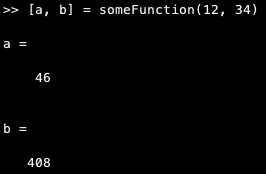 >> [a, b] = someFunction(12, 34)
a =
46
b =
408